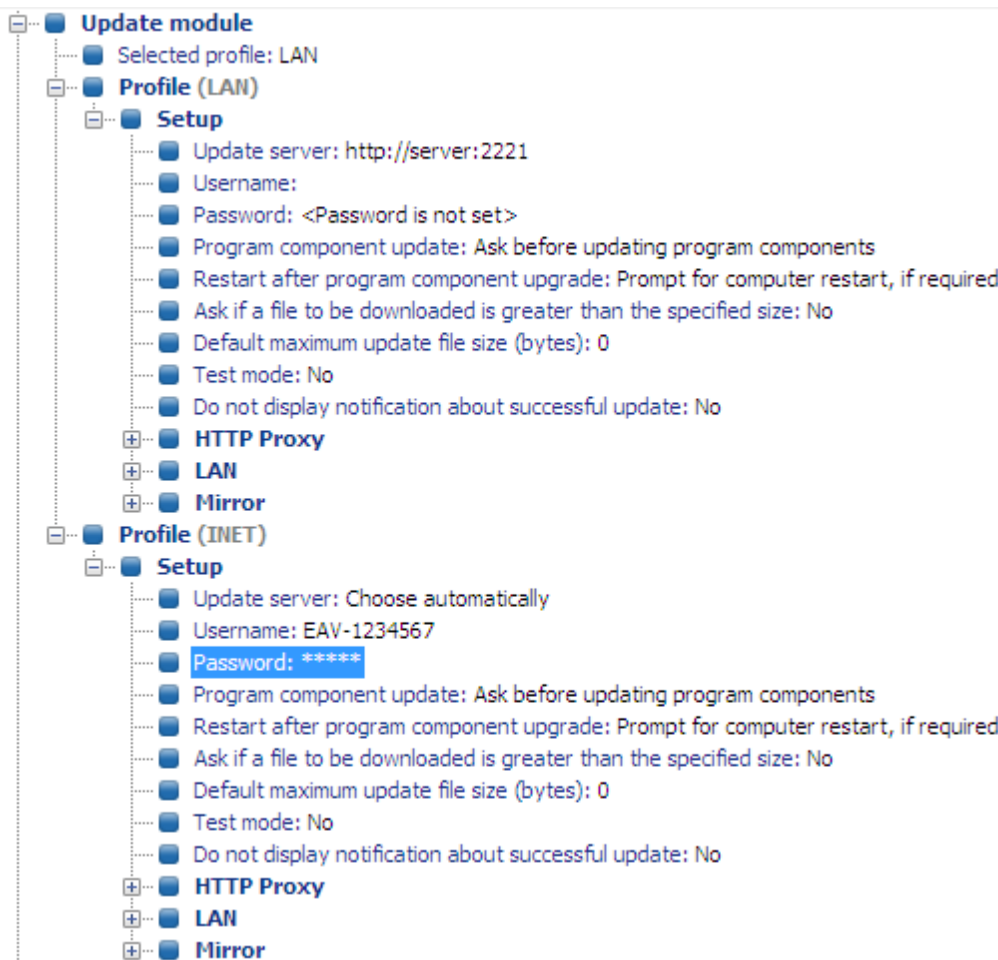 Update module
Selected profile: LAN
Profile (LAN)
Setup
Update server: http://server:2221
Username:
Password: <Password is not set>
Program component update: Ask before updating program components
Restart after program component upgrade: Prompt for computer restart, if required
Ask if a file to be downloaded is greater than the specified size: No
Default maximum update file size (bytes): 0
Test mode: No
Do not display notification about successful update: No
HTTP Proxy
LAN
Mirror
Profile (INET)
Setup
Update server: Choose automatically
Username: EAV-1234567
Password: *****
Program component update: Ask before updating program components
Restart after program component upgrade: Prompt for computer restart, if required
Ask if a file to be downloaded is greater than the specified size: No
Default maximum update file size (bytes): 0
Test mode: No
Do not display notification about successful update: No
HTTP Proxy
LAN
Mirror